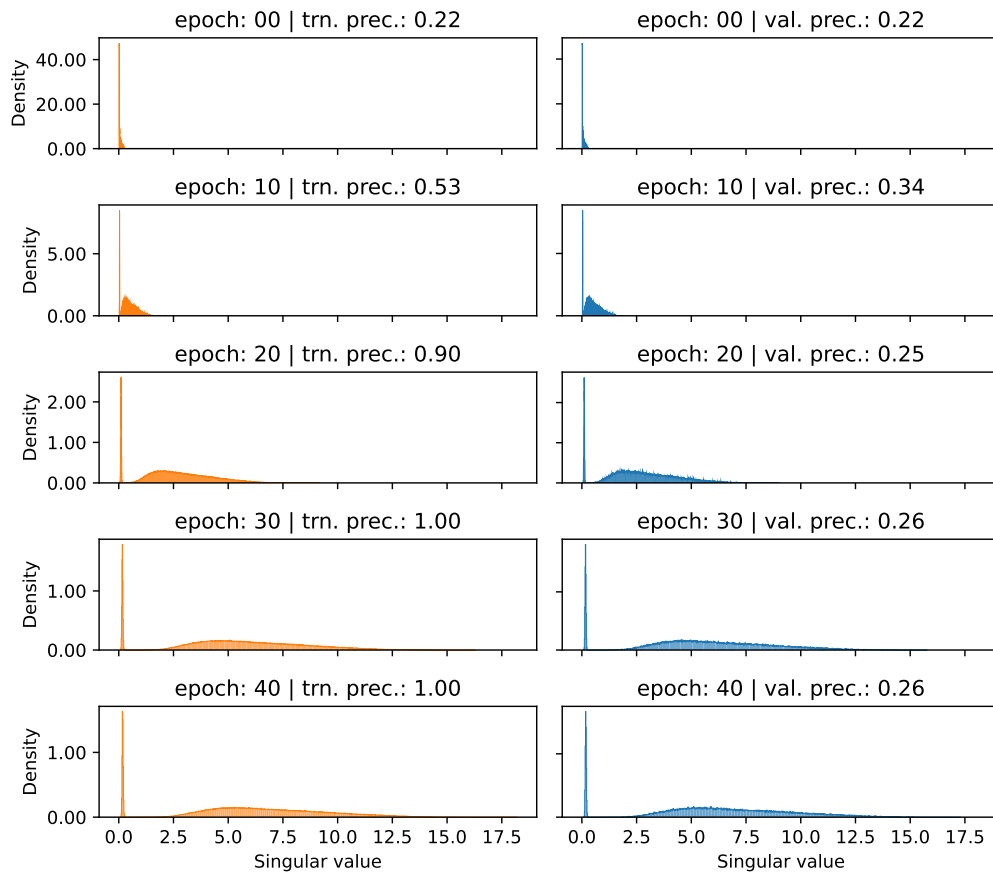 epoch: 00 | trn. prec.: 0.22
epoch: 00 | val. prec.: 0.22
Density
40.00
20.00
0.00
epoch: 10 | trn. prec.: 0.53
epoch: 10 | val. prec.: 0.34
Density
5.00
0.00
epoch: 20 | trn. prec.: 0.90
epoch: 20 | val. prec.: 0.25
Density
2.00
1.00
0.00
epoch: 30 | trn. prec.: 1.00
epoch: 30 | val. prec.: 0.26
Density
1.00
0.00
epoch: 40 | trn. prec.: 1.00
epoch: 40 | val. prec.: 0.26
Density
1.00
0.00
0.0 2.5 5.0 7.5 10.0 12.5 15.0 17.5
Singular value
0.0 2.5 5.0 7.5 10.0 12.5 15.0 17.5
Singular value